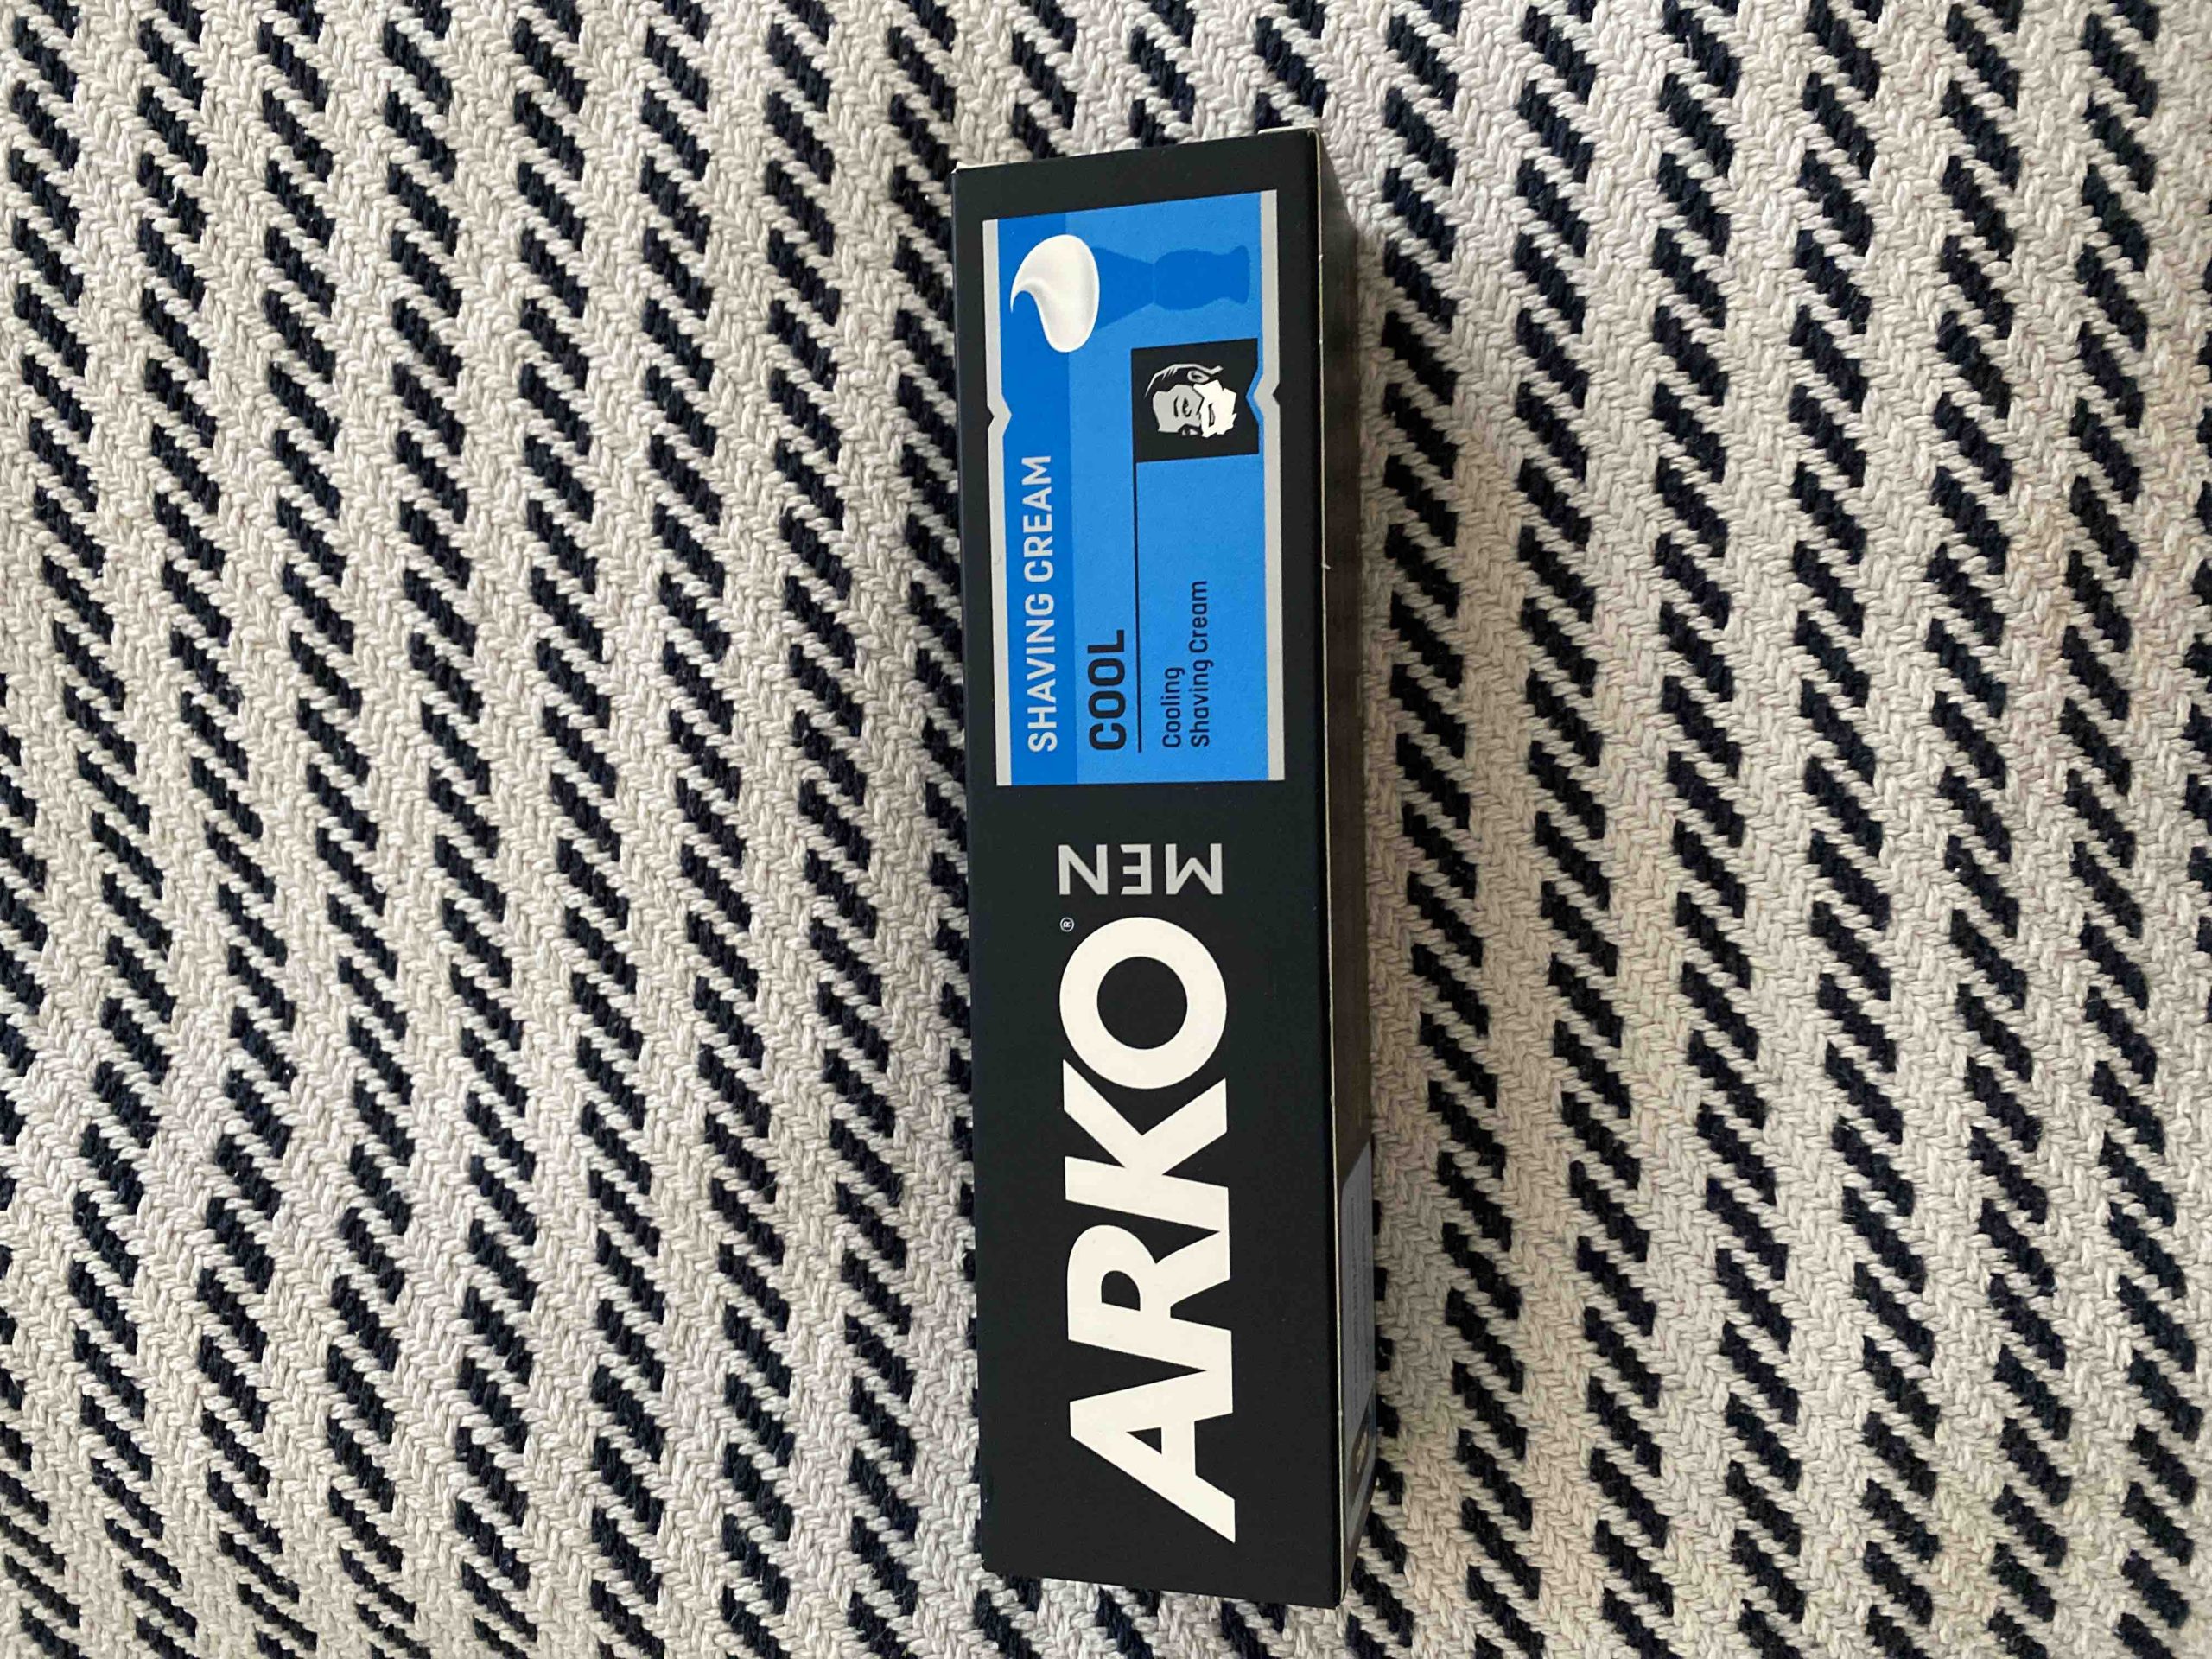 ARKO®
MEN
SHAVING CREAM
COOL
Cooling
Shaving Cream